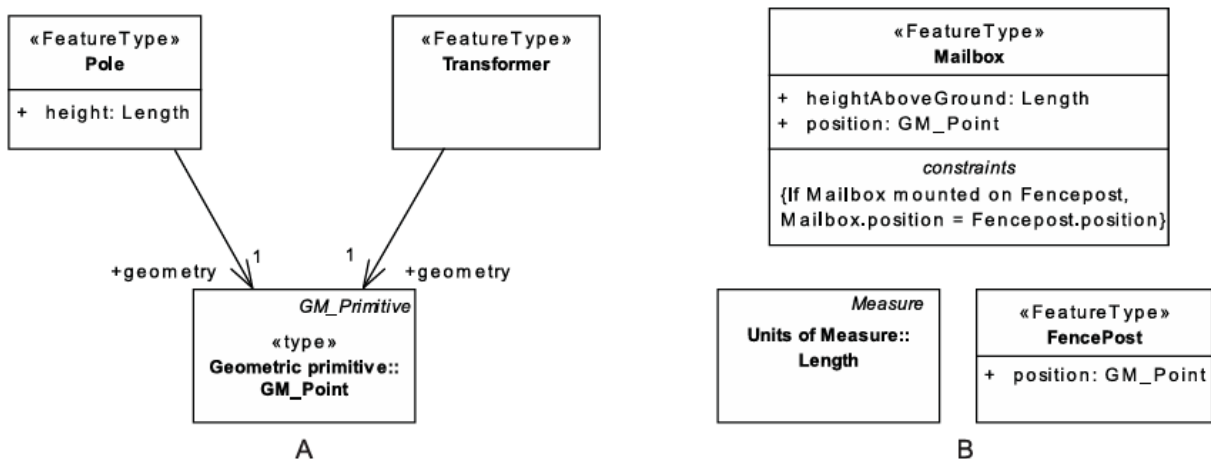 «FeatureType»
Pole
+ height: Length
«FeatureType»
Transformer
1
1
+geometry
+geometry
GM_Primitive
«type»
Geometric primitive::
GM_Point
A
«FeatureType»
Mailbox
+ heightAboveGround: Length
+ position: GM_Point
constraints
{If Mailbox mounted on Fencepost,
Mailbox.position = Fencepost.position}
Measure
Units of Measure::
Length
«FeatureType»
FencePost
+ position: GM_Point
B